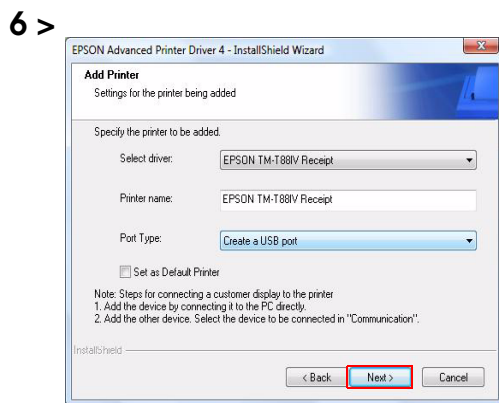 6 >
EPSON Advanced Printer Driver 4 - InstallShield Wizard
Add Printer
Settings for the printer being added
Specify the printer to be added.
Select driver: EPSON TM-T88IV Receipt
Printer name: EPSON TM-T88IV Receipt
Port Type: Create a USB port
Set as Default Printer
Note: Steps for connecting a customer display to the printer
1. Add the device by connecting it to the PC directly.
2. Add the other device. Select the device to be connected in "Communication".
InstallShield
< Back Next > Cancel